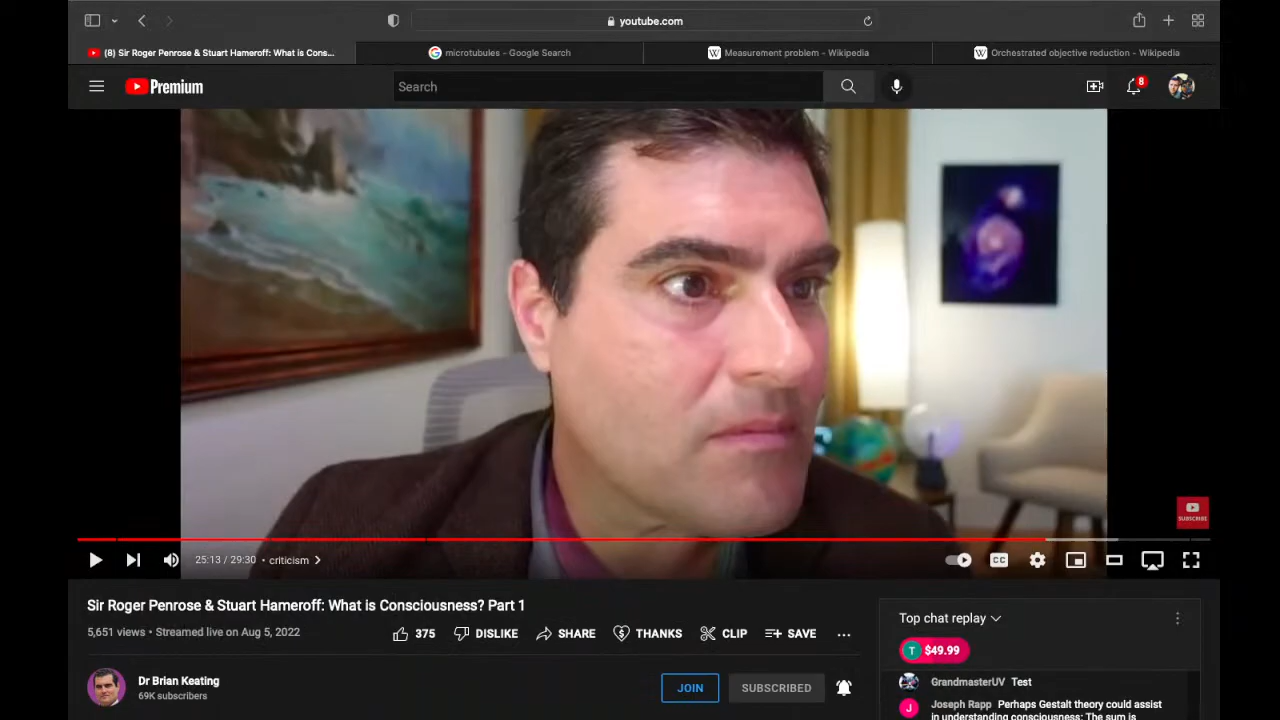 youtube.com
(8) Sir Roger Penrose & Stuart Hameroff: What is Cons...
microtubules - Google Search
Measurement problem - Wikipedia
Orchestrated objective reduction - Wikipedia
Premium
Search
8
SUBSCRIBE
25:13 / 29:30 • criticism
CC
Sir Roger Penrose & Stuart Hameroff: What is Consciousness? Part 1
5,651 views • Streamed live on Aug 5, 2022
375
DISLIKE
SHARE
THANKS
CLIP
SAVE
Dr Brian Keating
69K subscribers
JOIN
SUBSCRIBED
Top chat replay
T $49.99
GrandmasterUV Test
J Joseph Rapp Perhaps Gestalt theory could assist
in understanding consciousness: The sum is